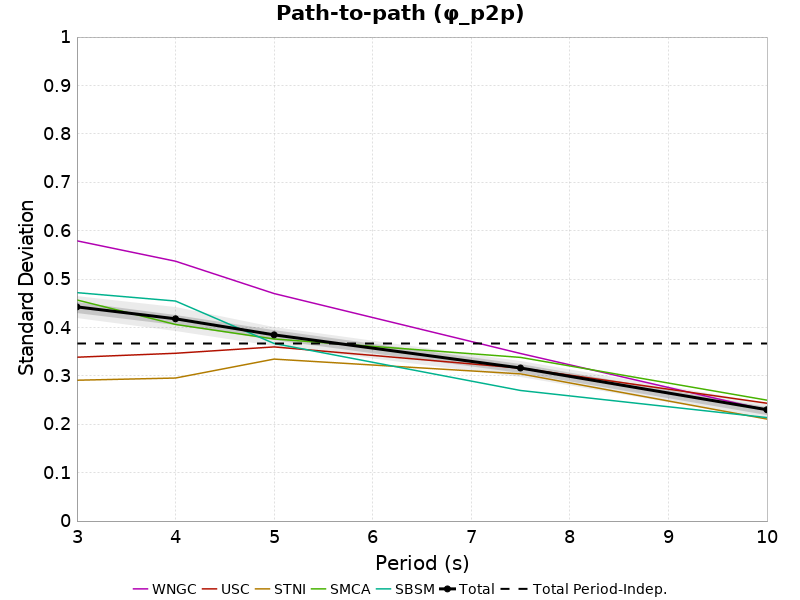 Path-to-path (φ_p2p)
1
0.9
0.8
0.7
0.6
0.5
0.4
0.3
0.2
0.1
0
Standard Deviation
3 4 5 6 7 8 9 10
Period (s)
WNGC USC STNI SMCA SBSM Total Total Period-Indep.